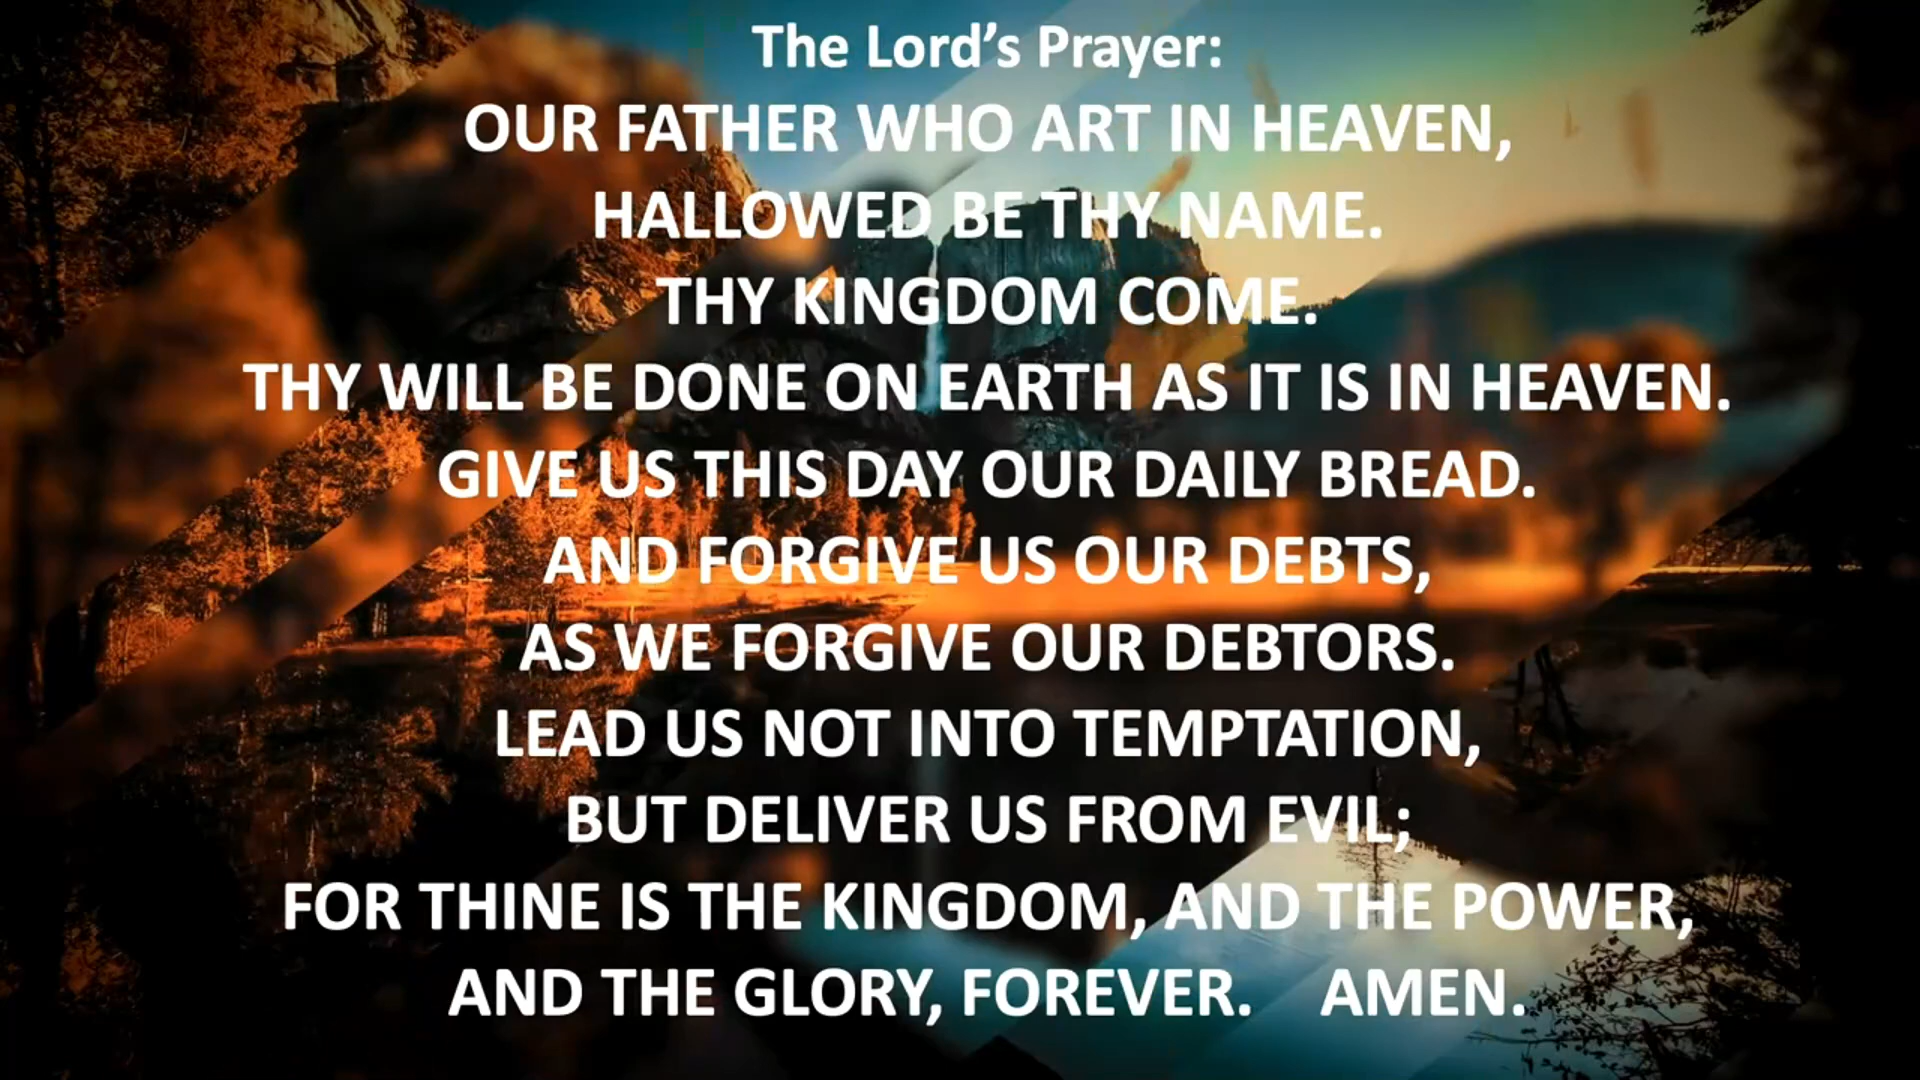 The Lord’s Prayer:
OUR FATHER WHO ART IN HEAVEN,
HALLOWED BE THY NAME.
THY KINGDOM COME.
THY WILL BE DONE ON EARTH AS IT IS IN HEAVEN.
GIVE US THIS DAY OUR DAILY BREAD.
AND FORGIVE US OUR DEBTS,
AS WE FORGIVE OUR DEBTORS.
LEAD US NOT INTO TEMPTATION,
BUT DELIVER US FROM EVIL;
FOR THINE IS THE KINGDOM, AND THE POWER,
AND THE GLORY, FOREVER.    AMEN.